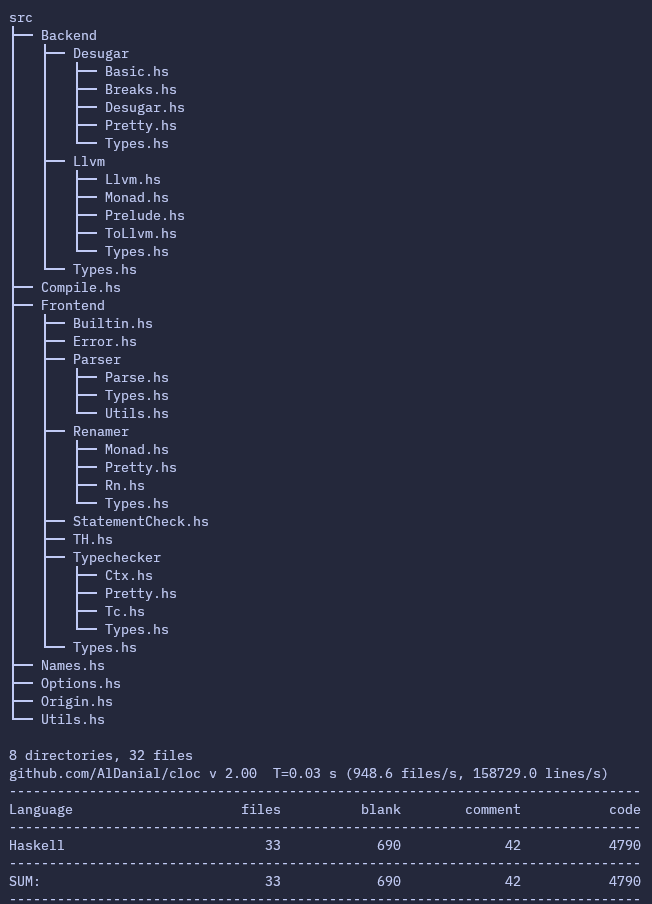 src
├── Backend
│   ├── Desugar
│   │   ├── Basic.hs
│   │   ├── Breaks.hs
│   │   ├── Desugar.hs
│   │   ├── Pretty.hs
│   │   └── Types.hs
│   ├── Llvm
│   │   ├── Llvm.hs
│   │   ├── Monad.hs
│   │   ├── Prelude.hs
│   │   ├── ToLlvm.hs
│   │   └── Types.hs
│   └── Types.hs
├── Compile.hs
├── Frontend
│   ├── Builtin.hs
│   ├── Error.hs
│   ├── Parser
│   │   ├── Parse.hs
│   │   ├── Types.hs
│   │   └── Utils.hs
│   ├── Renamer
│   │   ├── Monad.hs
│   │   ├── Pretty.hs
│   │   ├── Rn.hs
│   │   └── Types.hs
│   ├── StatementCheck.hs
│   ├── TH.hs
│   ├── Typechecker
│   │   ├── Ctx.hs
│   │   ├── Pretty.hs
│   │   ├── Tc.hs
│   │   └── Types.hs
│   └── Types.hs
├── Names.hs
├── Options.hs
├── Origin.hs
└── Utils.hs

8 directories, 32 files
github.com/AlDanial/cloc v 2.00  T=0.03 s (948.6 files/s, 158729.0 lines/s)
-------------------------------------------------------------------------------
Language                     files          blank        comment           code
-------------------------------------------------------------------------------
Haskell                         33            690             42           4790
-------------------------------------------------------------------------------
SUM:                            33            690             42           4790
-------------------------------------------------------------------------------